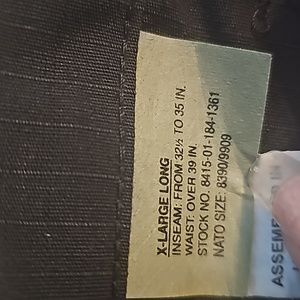 X-LARGE LONG
INSEAM: FROM 32½ TO 35 IN.
WAIST: OVER 39 IN.
STOCK NO. 8415-01-184-1361
NATO SIZE: 8390/9909